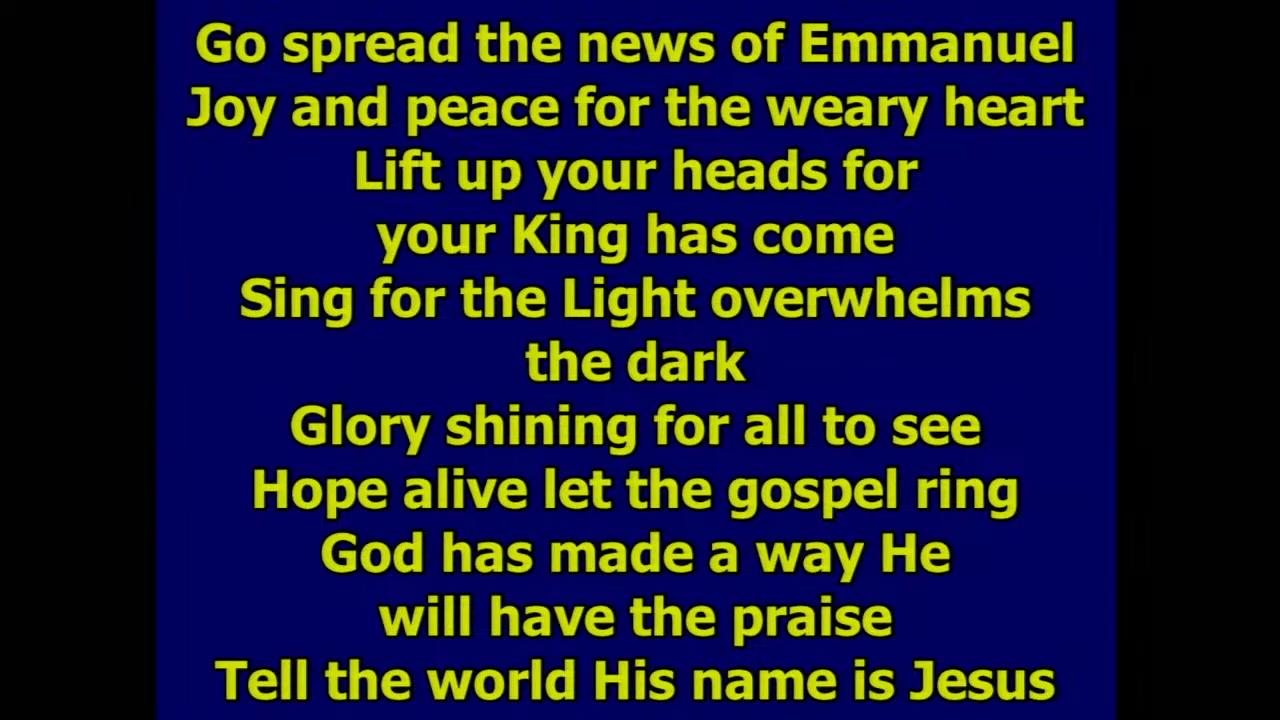 Go spread the news of Emmanuel
Joy and peace for the weary heart
Lift up your heads for
your King has come
Sing for the Light overwhelms
the dark
Glory shining for all to see
Hope alive let the gospel ring
God has made a way He
will have the praise
Tell the world His name is Jesus